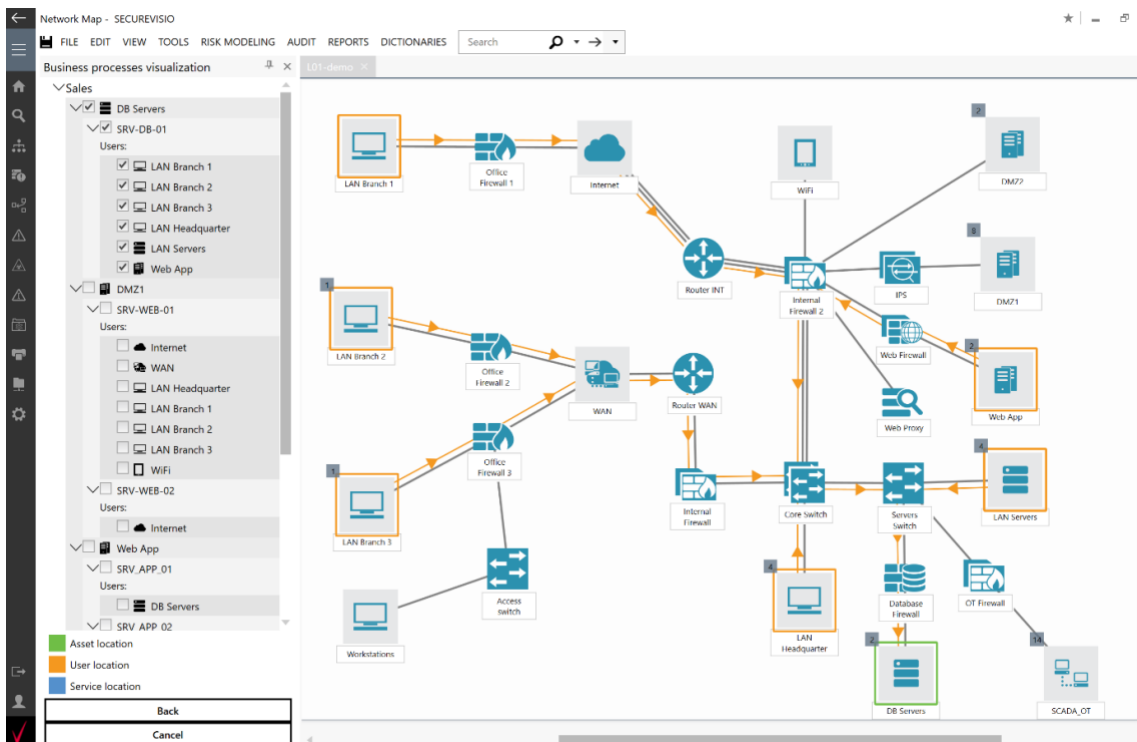 Network Map - SECUREVISIO
FILE EDIT VIEW TOOLS RISK MODELING AUDIT REPORTS DICTIONARIES Search
Business processes visualization
L01-demo
Sales
DB Servers
SRV-DB-01
Users:
LAN Branch 1
LAN Branch 2
LAN Branch 3
LAN Headquarter
LAN Servers
Web App
DMZ1
SRV-WEB-01
Users:
Internet
WAN
LAN Headquarter
LAN Branch 1
LAN Branch 2
LAN Branch 3
WiFi
SRV-WEB-02
Users:
Internet
Web App
SRV_APP_01
Users:
DB Servers
SRV APP 02
Asset location
User location
Service location
Back
Cancel
LAN Branch 1
Office
Firewall 1
Internet
WiFi
2
DMZ2
Router INT
Internal
Firewall 2
IPS
9
DMZ1
1
LAN Branch 2
Office
Firewall 2
WAN
Router WAN
Web Firewall
2
Web App
Web Proxy
1
LAN Branch 3
Office
Firewall 3
Internal
Firewall
Core Switch
Servers
Switch
4
LAN Servers
Access
switch
Workstations
4
LAN
Headquarter
Database
Firewall
OT Firewall
2
DB Servers
14
SCADA_OT